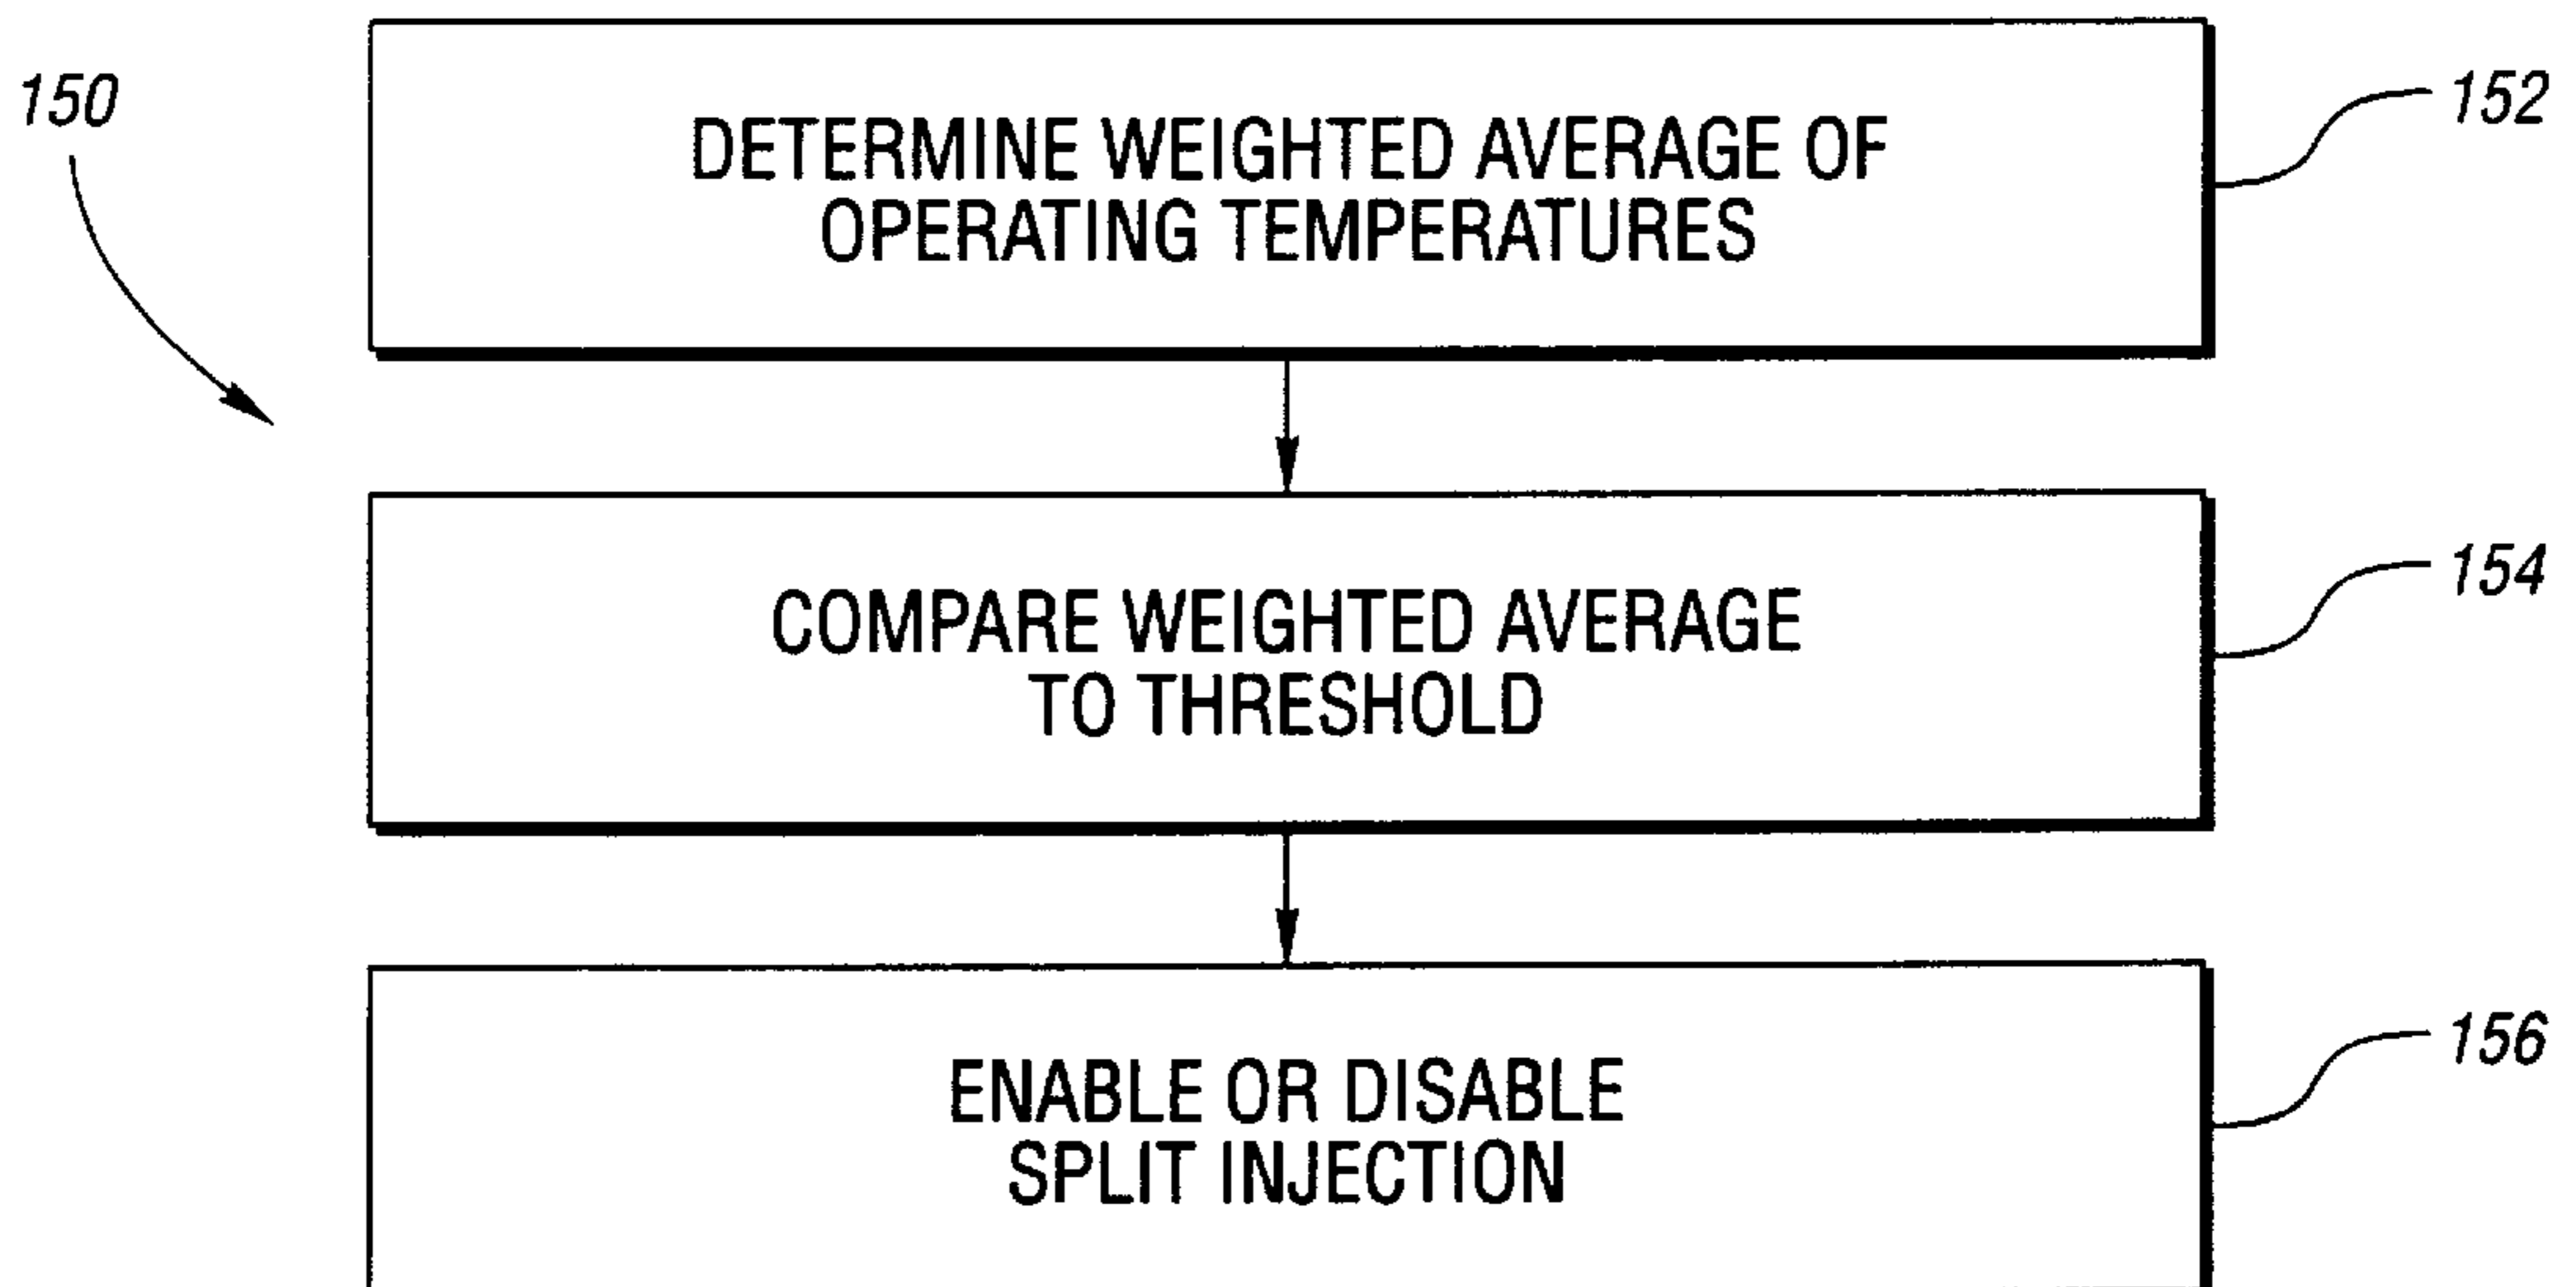 150
DETERMINE WEIGHTED AVERAGE OF
OPERATING TEMPERATURES
152
COMPARE WEIGHTED AVERAGE
TO THRESHOLD
154
ENABLE OR DISABLE
SPLIT INJECTION
156